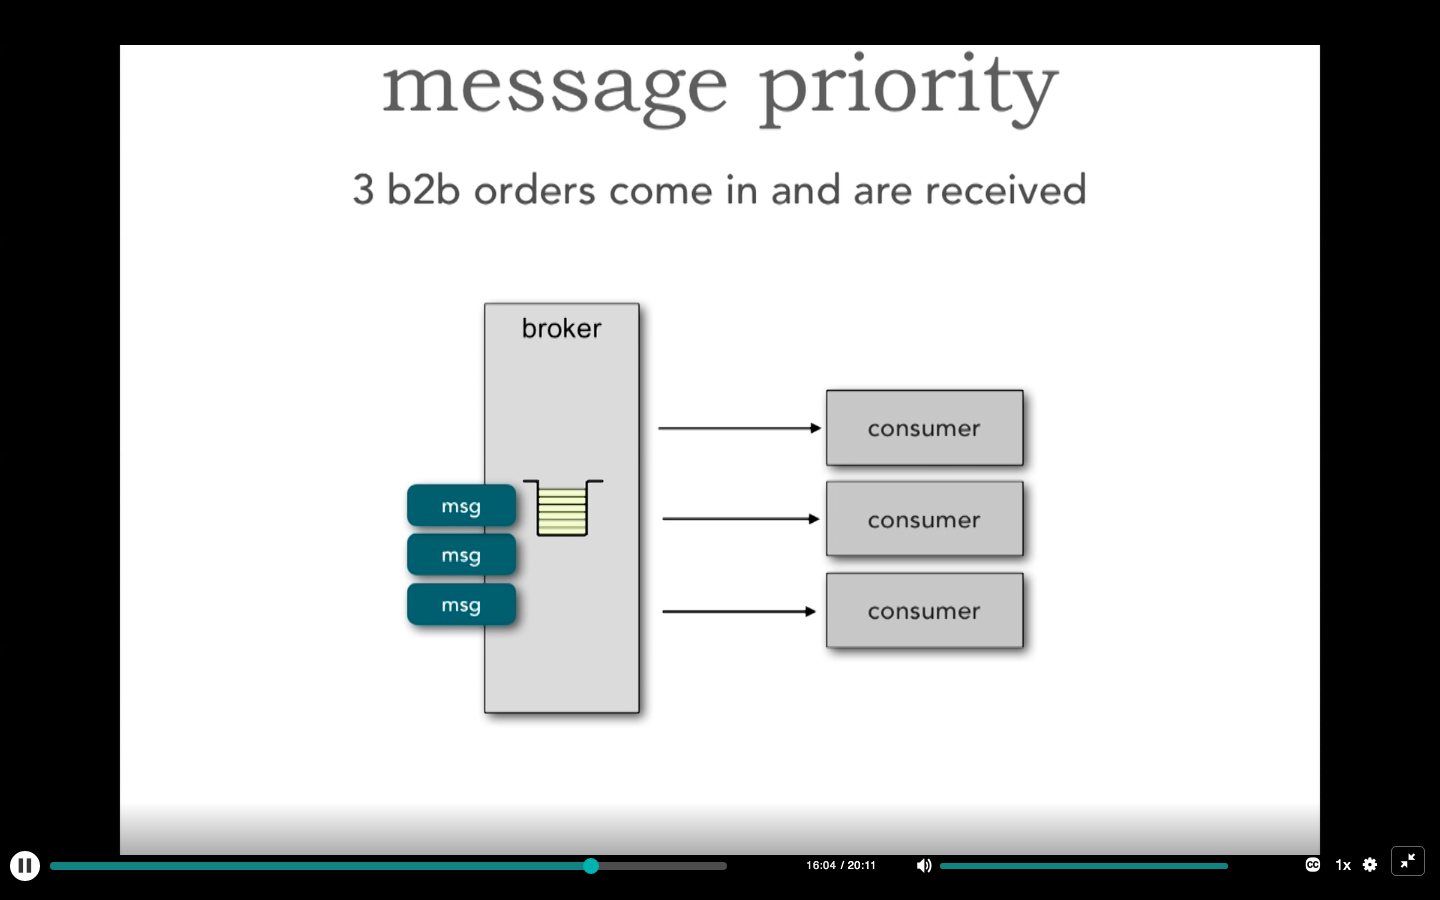 message priority
3 b2b orders come in and are received
broker
consumer
msg
consumer
msg
msg
consumer
16:04 / 20:11
CC
1x